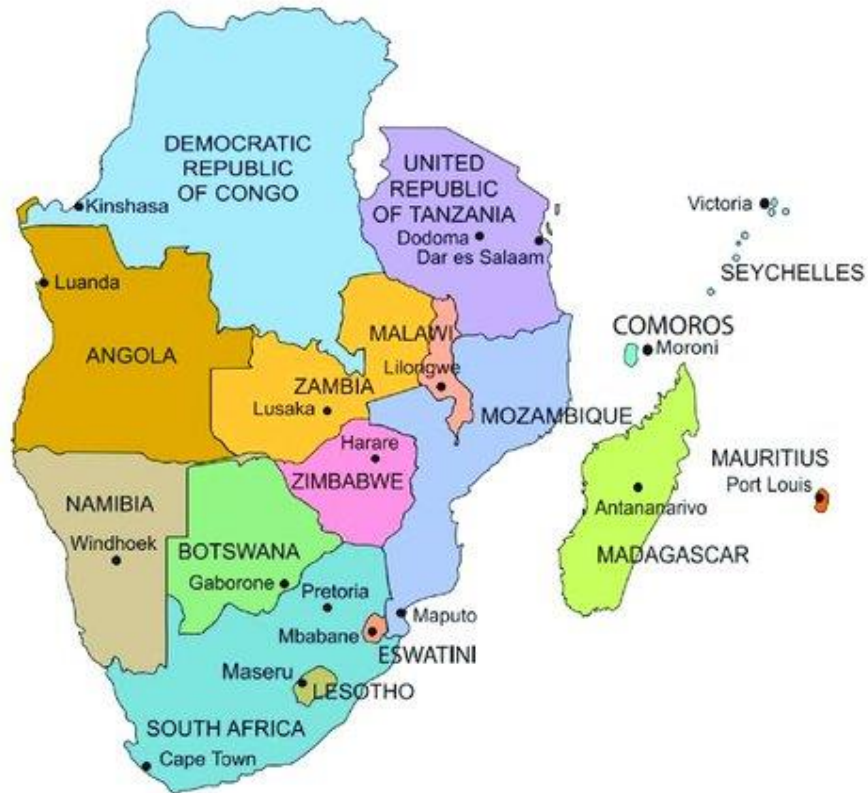 DEMOCRATIC
REPUBLIC
OF CONGO
Kinshasa
UNITED
REPUBLIC
OF TANZANIA
Dodoma
Dar es Salaam
Victoria
SEYCHELLES
Luanda
ANGOLA
MALAWI
Lilongwe
ZAMBIA
Lusaka
COMOROS
Moroni
MOZAMBIQUE
Harare
ZIMBABWE
MAURITIUS
Port Louis
Antananarivo
MADAGASCAR
NAMIBIA
Windhoek
BOTSWANA
Gaborone
Pretoria
Mbabane
Maputo
ESWATINI
Maseru
LESOTHO
SOUTH AFRICA
Cape Town